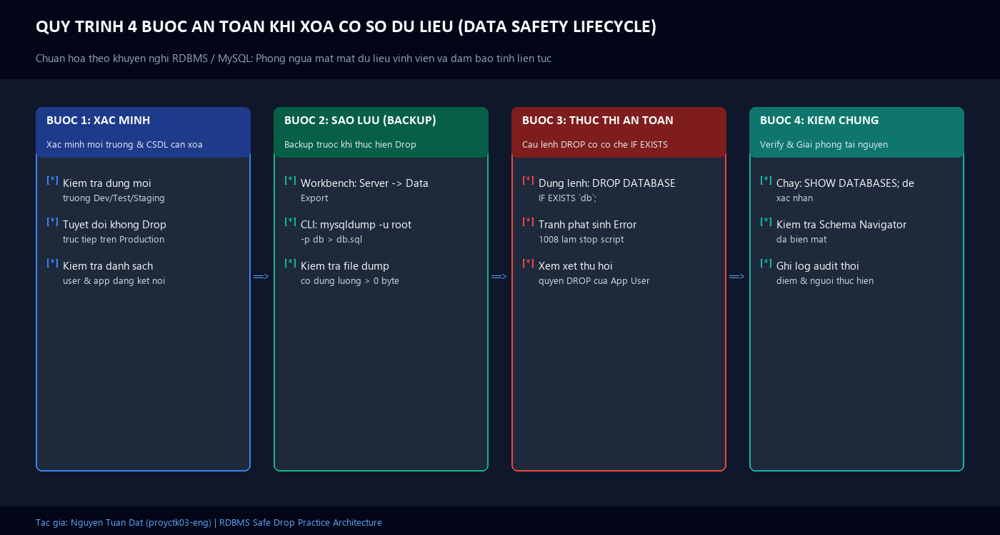 QUY TRINH 4 BUOC AN TOAN KHI XOA CO SO DU LIEU (DATA SAFETY LIFECYCLE)
Chuan hoa theo khuyen nghi RDBMS / MySQL: Phong ngua mat mat du lieu vinh vien va dam bao tinh lien tuc
BUOC 1: XAC MINH
Xac minh moi truong & CSDL can xoa
[*] Kiem tra dung moi
truong Dev/Test/Staging
[*] Tuyet doi khong Drop
truc tiep tren Production
[*] Kiem tra danh sach
user & app dang ket noi
==>
BUOC 2: SAO LUU (BACKUP)
Backup truoc khi thuc hien Drop
[*] Workbench: Server -> Data
Export
[*] CLI: mysqldump -u root
-p db > db.sql
[*] Kiem tra file dump
co dung luong > 0 byte
==>
BUOC 3: THUC THI AN TOAN
Cau lenh DROP co co che IF EXISTS
[*] Dung lenh: DROP DATABASE
IF EXISTS `db`;
[*] Tranh phat sinh Error
1008 lam stop script
[*] Xem xet thu hoi
quyen DROP cua App User
==>
BUOC 4: KIEM CHUNG
Verify & Giai phong tai nguyen
[*] Chay: SHOW DATABASES; de
xac nhan
[*] Kiem tra Schema Navigator
da bien mat
[*] Ghi log audit thoi
diem & nguoi thuc hien
Tac gia: Nguyen Tuan Dat (proyctk03-eng) | RDBMS Safe Drop Practice Architecture